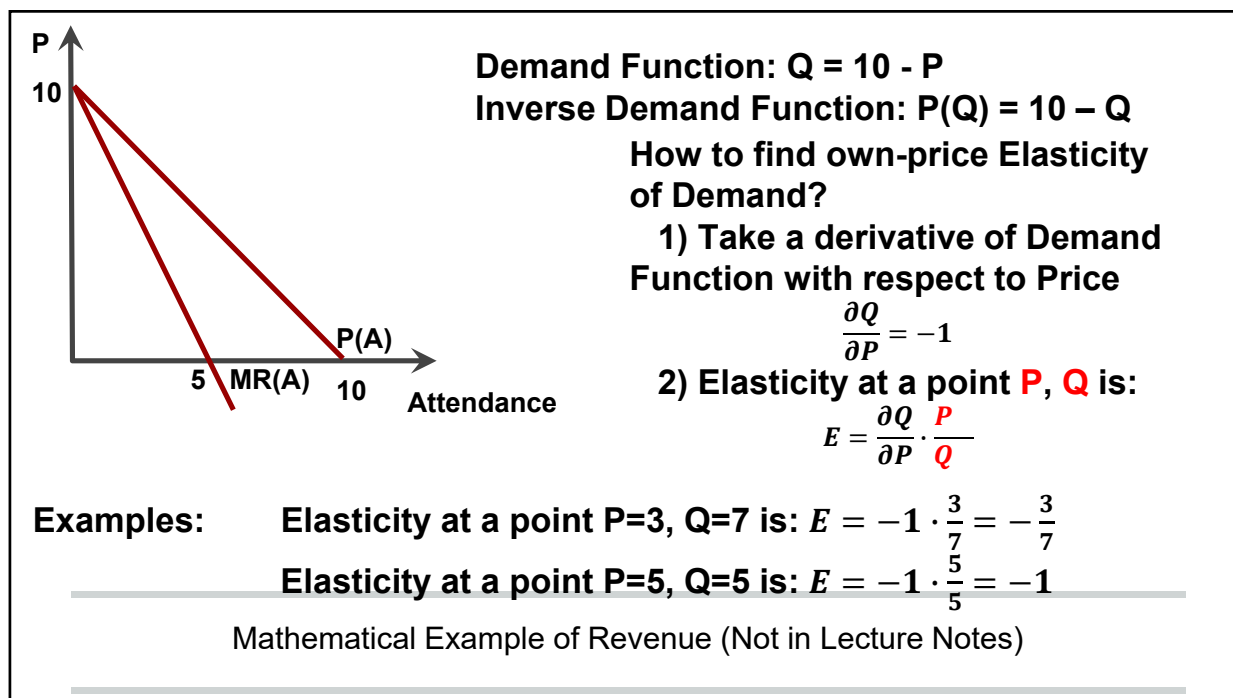 P
10
P(A)
5 MR(A) 10
Attendance
Demand Function: Q = 10 - P
Inverse Demand Function: P(Q) = 10 – Q
How to find own-price Elasticity
of Demand?
1) Take a derivative of Demand
Function with respect to Price
∂Q/∂P = −1
2) Elasticity at a point P, Q is:
E = ∂Q/∂P · P/Q
Examples: Elasticity at a point P=3, Q=7 is: E = −1 · 3/7 = − 3/7
Elasticity at a point P=5, Q=5 is: E = −1 · 5/5 = −1
Mathematical Example of Revenue (Not in Lecture Notes)